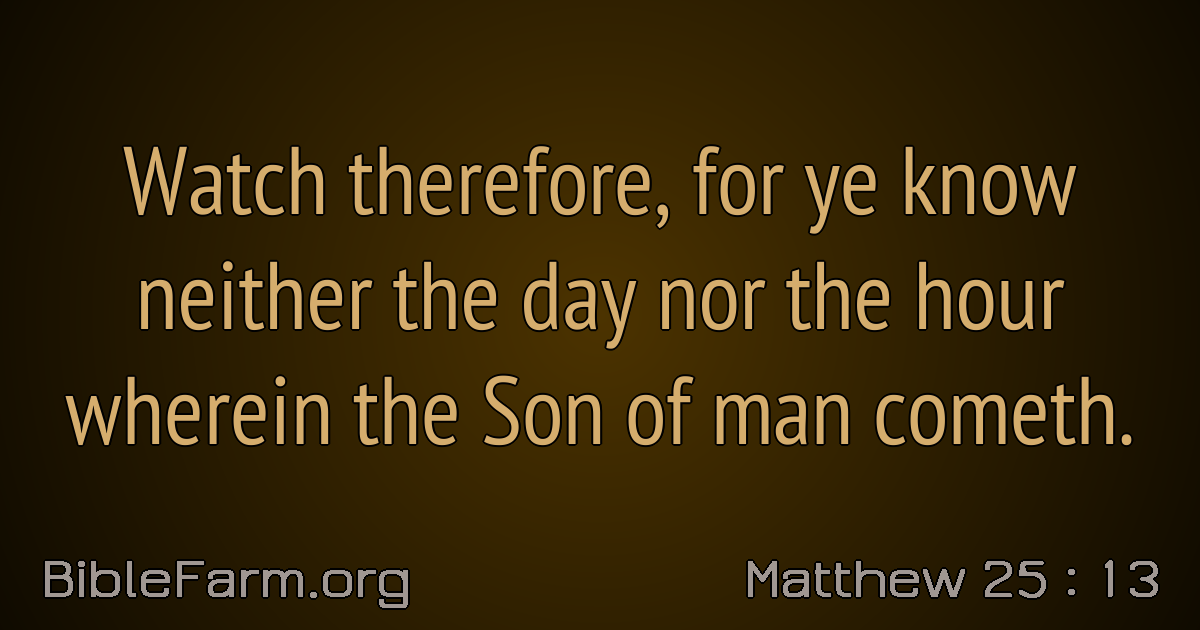 Watch therefore, for ye know
neither the day nor the hour
wherein the Son of man cometh.
BibleFarm.org
Matthew 25 : 13